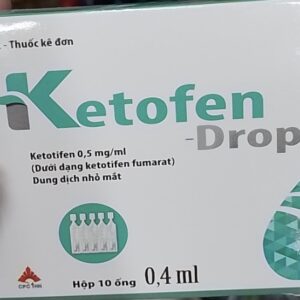 - Thuốc kê đơn
Ketofen
-Drop
Ketotifen 0,5 mg/ml
(Dưới dạng ketotifen fumarat)
Dung dịch nhỏ mắt
Hộp 10 ống 0,4 ml
CPC1HN